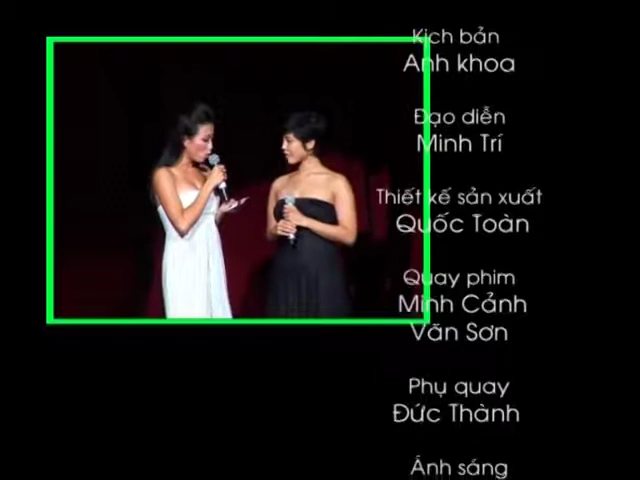 Kịch bản
Anh khoa
Đạo diễn
Minh Trí
Thiết kế sản xuất
Quốc Toàn
Quay phim
Minh Cảnh
Văn Sơn
Phụ quay
Đức Thành
Ánh sáng